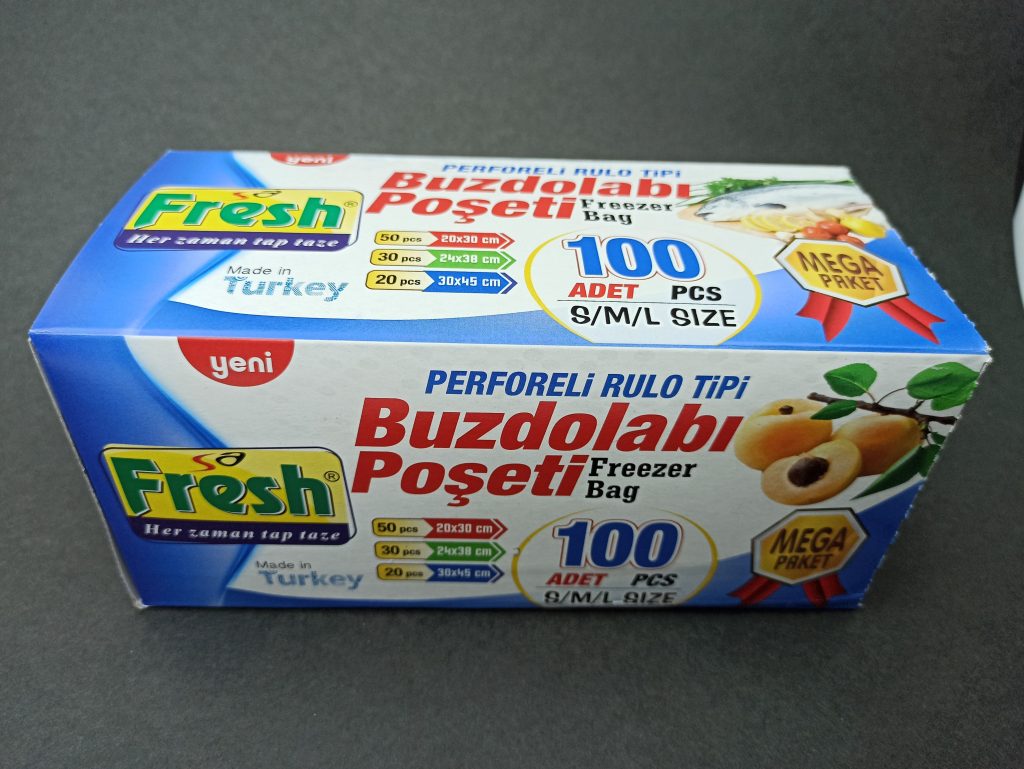 yeni
PERFORELİ RULO TİPİ
Buzdolabı
Poşeti Freezer Bag
sa
Fresh®
Her zaman tap taze
Made in
Turkey
50 pcs 20x30 cm
30 pcs 24x38 cm
20 pcs 30x45 cm
100
ADET PCS
S/M/L SIZE
MEGA
PAKET
yeni
PERFORELİ RULO TİPİ
Buzdolabı
Poşeti Freezer Bag
sa
Fresh®
Her zaman tap taze
Made in
Turkey
50 pcs 20x30 cm
30 pcs 24x38 cm
20 pcs 30x45 cm
100
ADET PCS
S/M/L SIZE
MEGA
PAKET